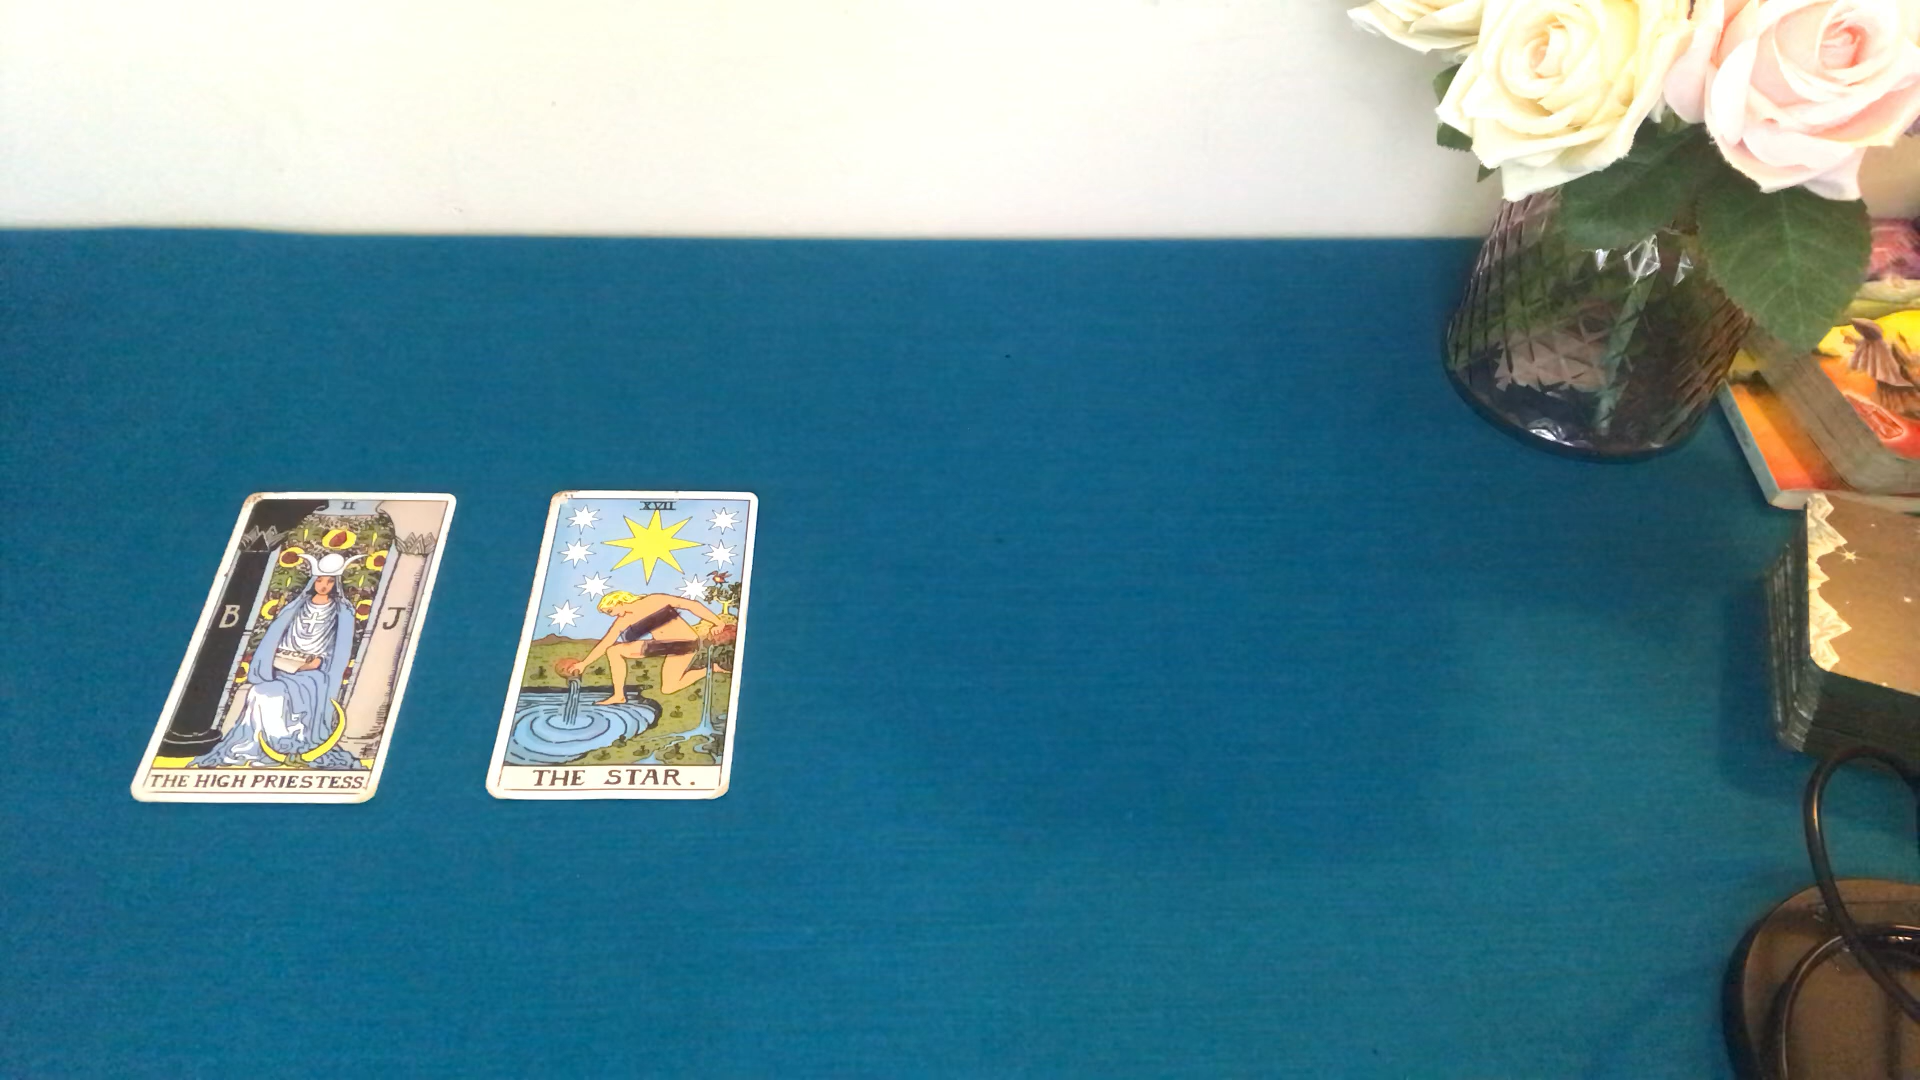 II
B
J
THE HIGH PRIESTESS
XVII
THE STAR.